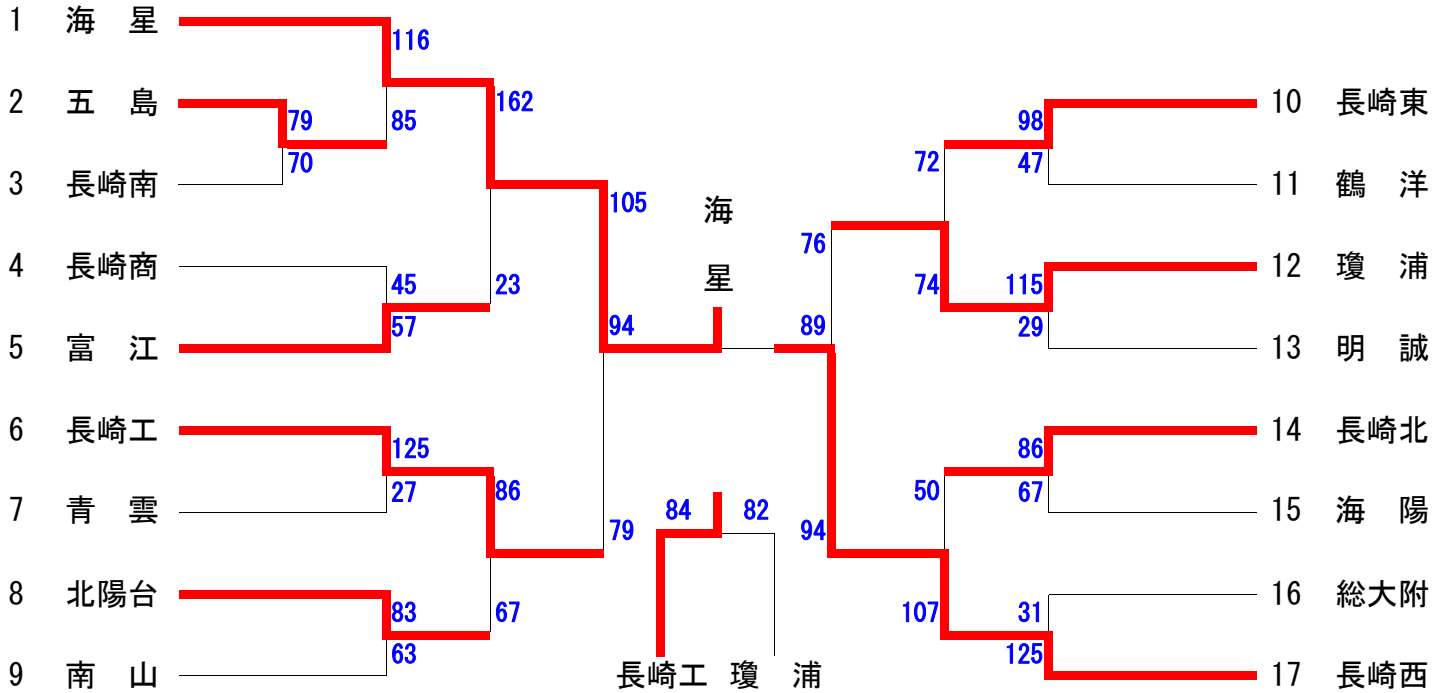 1 海 星
116
2 五 島
79
85
162
70
3 長崎南
105
4 長崎商
45
23
57
94
5 富 江
6 長崎工
125
27
86
7 青 雲
79
8 北陽台
83
67
63
9 南 山
海
星
84 82
長崎工 瓊 浦
10 長崎東
98
72
47
11 鶴 洋
76
12 瓊 浦
74
115
89
29
13 明 誠
14 長崎北
86
50
67
15 海 陽
94
16 総大附
107
31
125
17 長崎西